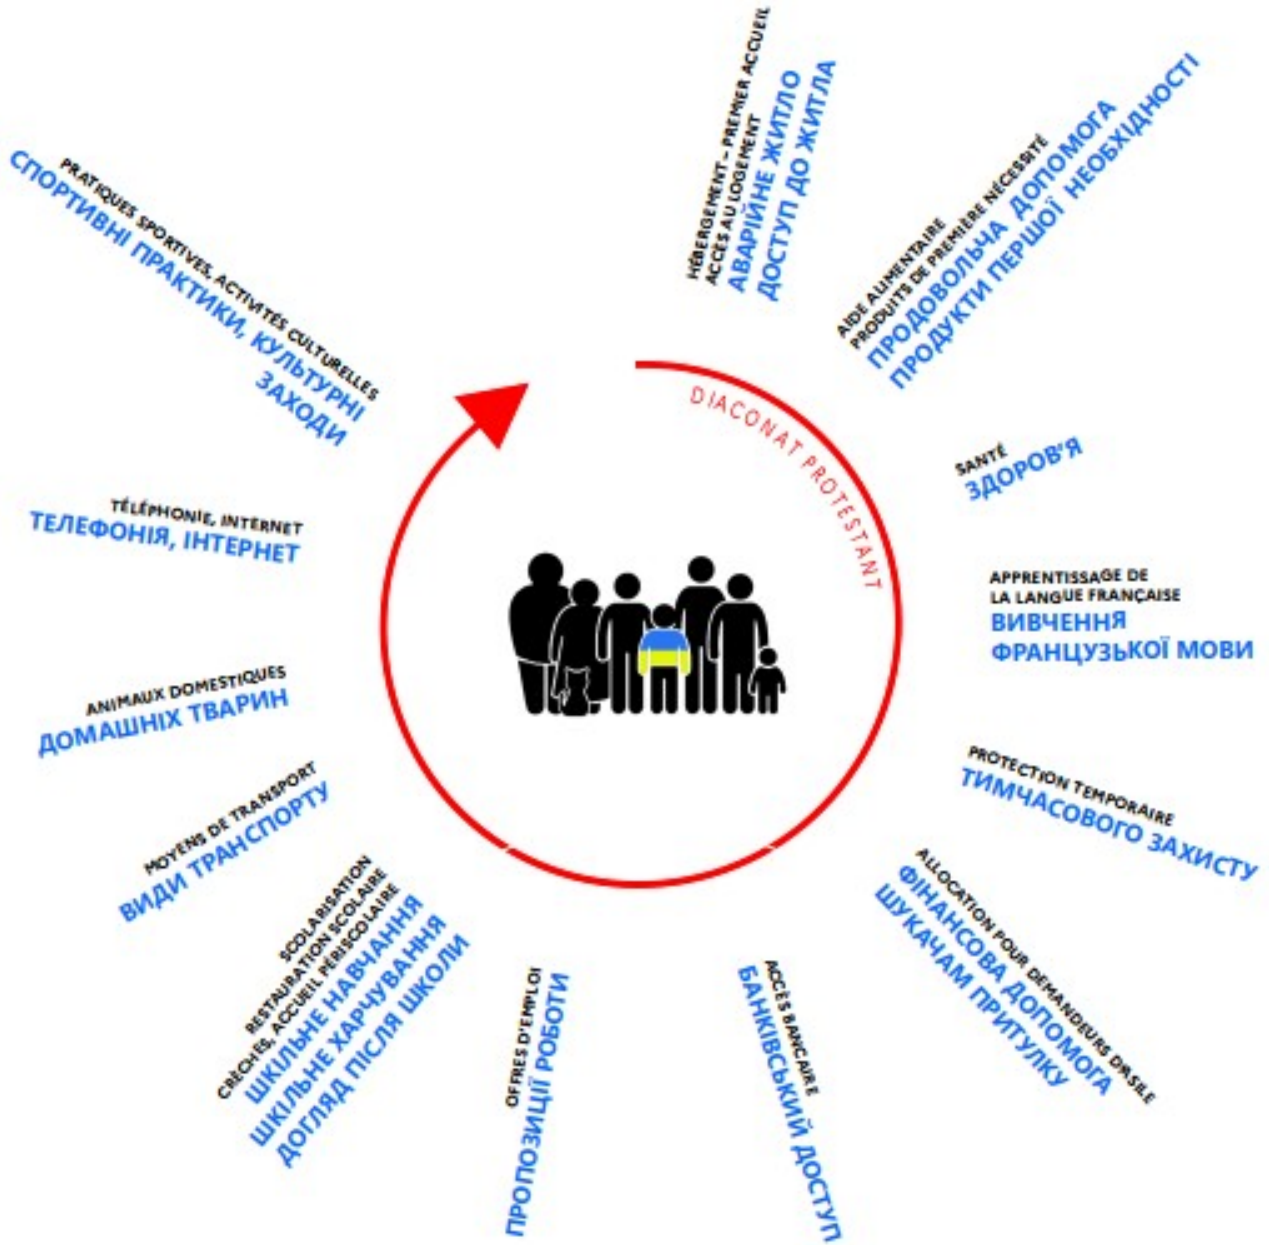 HÉBERGEMENT – PREMIER ACCUEIL
ACCÈS AU LOGEMENT
АВАРІЙНЕ ЖИТЛО
ДОСТУП ДО ЖИТЛА
AIDE ALIMENTAIRE
PRODUITS DE PREMIÈRE NÉCESSITÉ
ПРОДОВОЛЬЧА ДОПОМОГА
ПРОДУКТИ ПЕРШОЇ НЕОБХІДНОСТІ
SANTÉ
ЗДОРОВ'Я
APPRENTISSAGE DE
LA LANGUE FRANÇAISE
ВИВЧЕННЯ
ФРАНЦУЗЬКОЇ МОВИ
PROTECTION TEMPORAIRE
ТИМЧАСОВОГО ЗАХИСТУ
ALLOCATION POUR DEMANDEURS D'ASILE
ФІНАНСОВА ДОПОМОГА
ШУКАЧАМ ПРИТУЛКУ
ACCÈS BANCAIRE
БАНКІВСЬКИЙ ДОСТУП
OFFRES D'EMPLOI
ПРОПОЗИЦІЇ РОБОТИ
SCOLARISATION
RESTAURATION SCOLAIRE
CRÈCHES, ACCUEIL PÉRISCOLAIRE
ШКІЛЬНЕ НАВЧАННЯ
ШКІЛЬНЕ ХАРЧУВАННЯ
ДОГЛЯД ПІСЛЯ ШКОЛИ
MOYENS DE TRANSPORT
ВИДИ ТРАНСПОРТУ
ANIMAUX DOMESTIQUES
ДОМАШНІХ ТВАРИН
TÉLÉPHONIE, INTERNET
ТЕЛЕФОНІЯ, ІНТЕРНЕТ
PRATIQUES SPORTIVES, ACTIVITÉS CULTURELLES
СПОРТИВНІ ПРАКТИКИ, КУЛЬТУРНІ
ЗАХОДИ
DIACONAT PROTESTANT